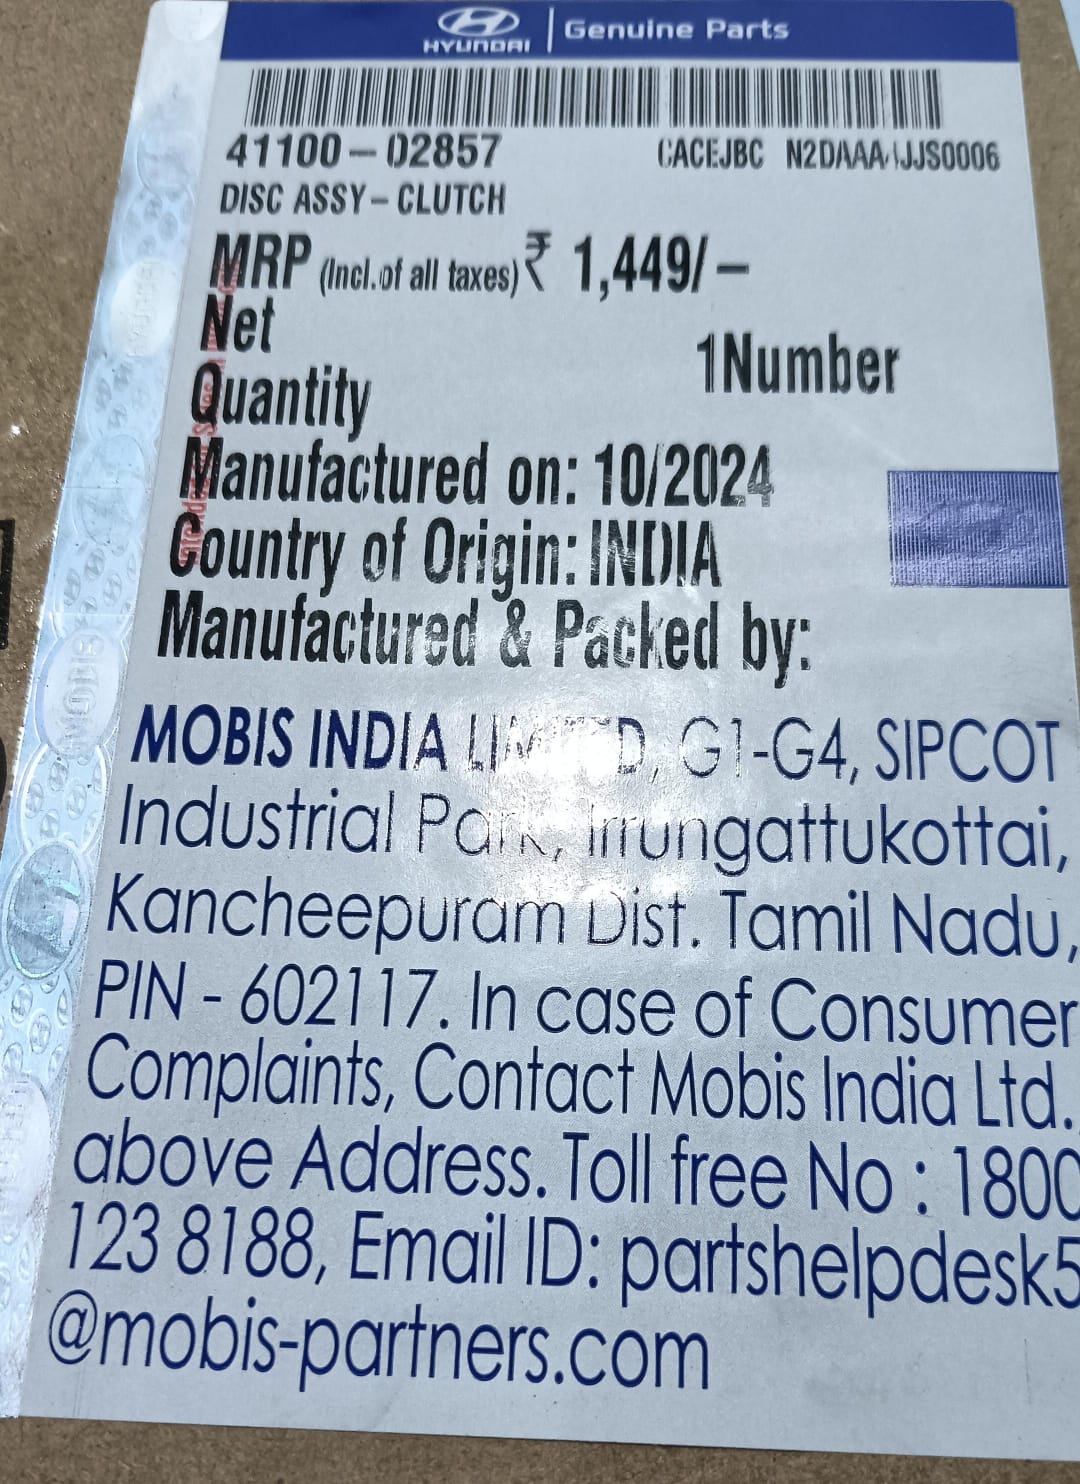 HYUNDAI | Genuine Parts
41100-02857 CACEJBC
DISC ASSY-CLUTCH
MRP (Incl.of all taxes) ₹ 1,449/-
Net
Quantity 1Number
Manufactured on: 10/2024
Country of Origin: INDIA
Manufactured & Packed by:
MOBIS INDIA LIMITED, G1-G4, SIPCOT
Industrial Park, Irrungattukottai,
Kancheepuram Dist. Tamil Nadu,
PIN - 602117. In case of Consumer
Complaints, Contact Mobis India Ltd.
above Address. Toll free No : 1800
123 8188, Email ID: partshelpdesk5
@mobis-partners.com